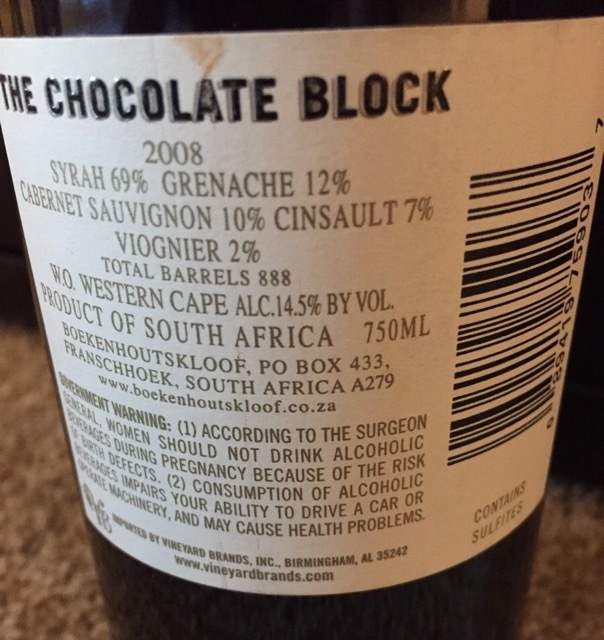 THE CHOCOLATE BLOCK
2008
SYRAH 69% GRENACHE 12%
CABERNET SAUVIGNON 10% CINSAULT 7%
VIOGNIER 2%
TOTAL BARRELS 888
W.O. WESTERN CAPE ALC.14.5% BY VOL.
PRODUCT OF SOUTH AFRICA 750ML
BOEKENHOUTSKLOOF, PO BOX 433,
FRANSCHHOEK, SOUTH AFRICA A279
www.boekenhoutskloof.co.za
GOVERNMENT WARNING: (1) ACCORDING TO THE SURGEON
GENERAL, WOMEN SHOULD NOT DRINK ALCOHOLIC
BEVERAGES DURING PREGNANCY BECAUSE OF THE RISK
OF BIRTH DEFECTS. (2) CONSUMPTION OF ALCOHOLIC
BEVERAGES IMPAIRS YOUR ABILITY TO DRIVE A CAR OR
OPERATE MACHINERY, AND MAY CAUSE HEALTH PROBLEMS.
IMPORTED BY VINEYARD BRANDS, INC., BIRMINGHAM, AL 35242
www.vineyardbrands.com
CONTAINS
SULFITES